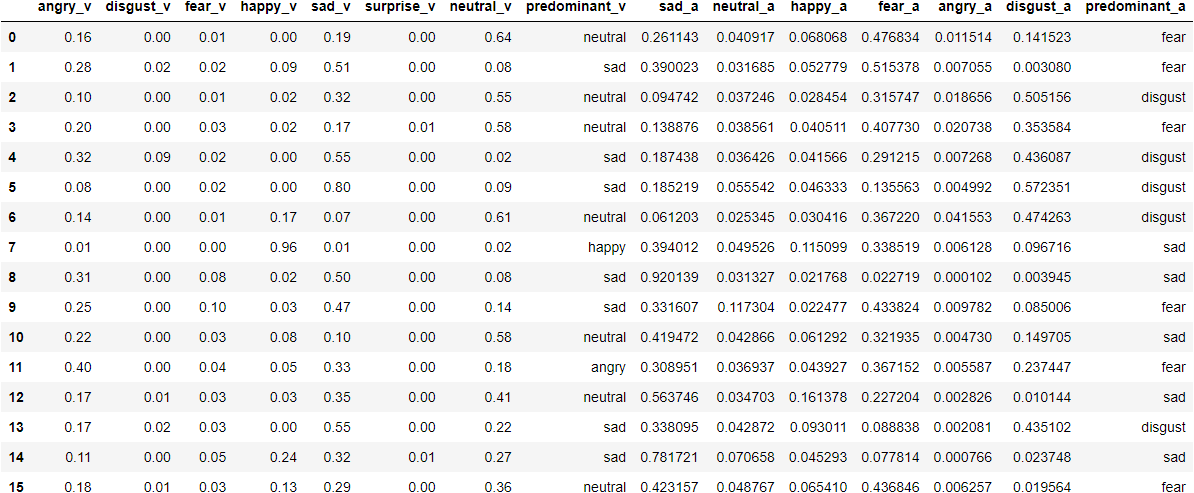 angry_v disgust_v fear_v happy_v sad_v surprise_v neutral_v predominant_v sad_a neutral_a happy_a fear_a angry_a disgust_a predominant_a
0 0.16 0.00 0.01 0.00 0.19 0.00 0.64 neutral 0.261143 0.040917 0.068068 0.476834 0.011514 0.141523 fear
1 0.28 0.02 0.02 0.09 0.51 0.00 0.08 sad 0.390023 0.031685 0.052779 0.515378 0.007055 0.003080 fear
2 0.10 0.00 0.01 0.02 0.32 0.00 0.55 neutral 0.094742 0.037246 0.028454 0.315747 0.018656 0.505156 disgust
3 0.20 0.00 0.03 0.02 0.17 0.01 0.58 neutral 0.138876 0.038561 0.040511 0.407730 0.020738 0.353584 fear
4 0.32 0.09 0.02 0.00 0.55 0.00 0.02 sad 0.187438 0.036426 0.041566 0.291215 0.007268 0.436087 disgust
5 0.08 0.00 0.02 0.00 0.80 0.00 0.09 sad 0.185219 0.055542 0.046333 0.135563 0.004992 0.572351 disgust
6 0.14 0.00 0.01 0.17 0.07 0.00 0.61 neutral 0.061203 0.025345 0.030416 0.367220 0.041553 0.474263 disgust
7 0.01 0.00 0.00 0.96 0.01 0.00 0.02 happy 0.394012 0.049526 0.115099 0.338519 0.006128 0.096716 sad
8 0.31 0.00 0.08 0.02 0.50 0.00 0.08 sad 0.920139 0.031327 0.021768 0.022719 0.000102 0.003945 sad
9 0.25 0.00 0.10 0.03 0.47 0.00 0.14 sad 0.331607 0.117304 0.022477 0.433824 0.009782 0.085006 fear
10 0.22 0.00 0.03 0.08 0.10 0.00 0.58 neutral 0.419472 0.042866 0.061292 0.321935 0.004730 0.149705 sad
11 0.40 0.00 0.04 0.05 0.33 0.00 0.18 angry 0.308951 0.036937 0.043927 0.367152 0.005587 0.237447 fear
12 0.17 0.01 0.03 0.03 0.35 0.00 0.41 neutral 0.563746 0.034703 0.161378 0.227204 0.002826 0.010144 sad
13 0.17 0.02 0.03 0.00 0.55 0.00 0.22 sad 0.338095 0.042872 0.093011 0.088838 0.002081 0.435102 disgust
14 0.11 0.00 0.05 0.24 0.32 0.01 0.27 sad 0.781721 0.070658 0.045293 0.077814 0.000766 0.023748 sad
15 0.18 0.01 0.03 0.13 0.29 0.00 0.36 neutral 0.423157 0.048767 0.065410 0.436846 0.006257 0.019564 fear